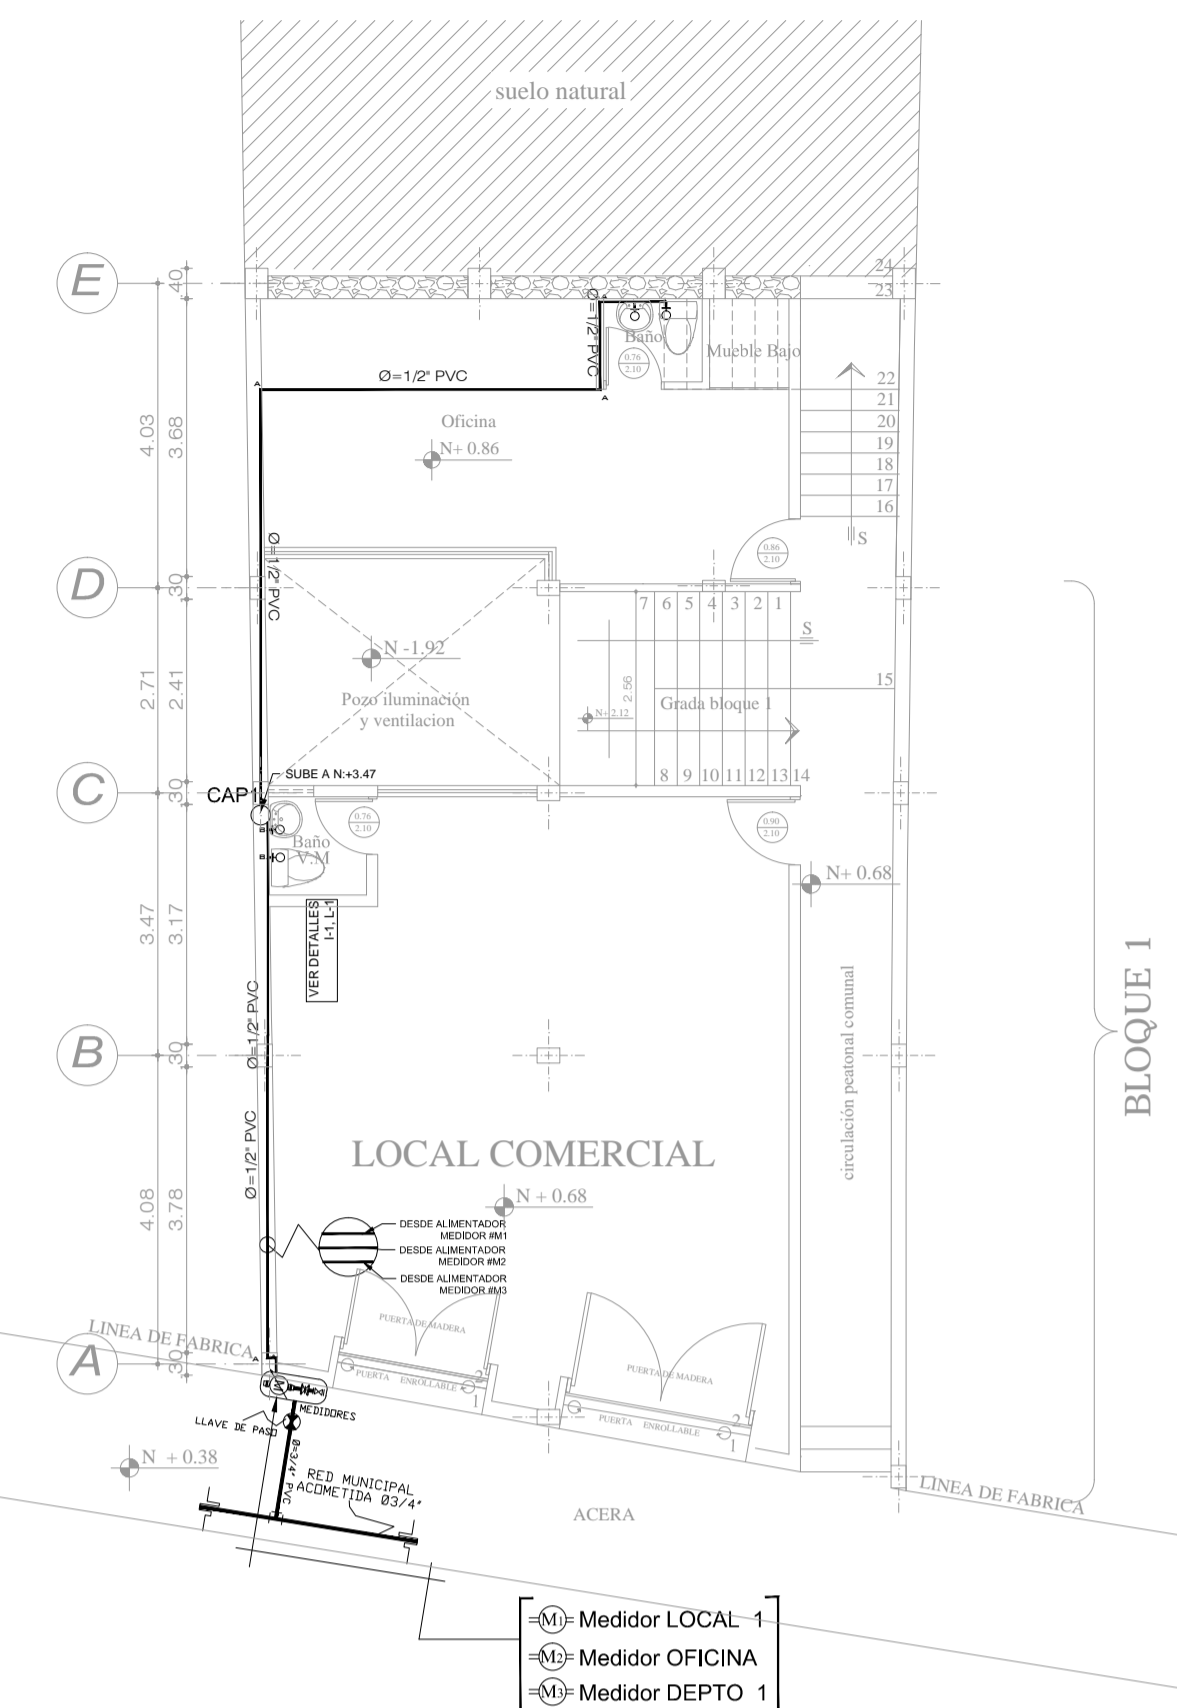 suelo natural
E
40
24
23
Ø=1/2" PVC
A
Baño
0.76
2.10
Mueble Bajo
Ø=1/2" PVC
A
A
22
21
20
19
18
17
16
S
Oficina
N+ 0.86
4.03
3.68
0.86
2.10
Ø=1/2" PVC
D
30
7 6 5 4 3 2 1
S
N -1.92
15
2.71
2.41
2.56
Pozo iluminación
y ventilacion
Grada bloque 1
N+2.12
SUBE A N:+3.47
8 9 10 11 12 13 14
C
30
CAP1
B
B
Baño
V.M
0.76
2.10
0.90
2.10
N+ 0.68
3.47
3.17
VER DETALLES
I-1, L-1
circulación peatonal comunal
BLOQUE 1
Ø=1/2" PVC
B
30
Ø=1/2" PVC
LOCAL COMERCIAL
N + 0.68
4.08
3.78
DESDE ALIMENTADOR
MEDIDOR #M1
DESDE ALIMENTADOR
MEDIDOR #M2
DESDE ALIMENTADOR
MEDIDOR #M3
PUERTA DE MADERA
PUERTA DE MADERA
LINEA DE FABRICA
A
30
A
PUERTA ENROLLABLE
2
1
PUERTA ENROLLABLE
2
1
B
M
MEDIDORES
LLAVE DE PASO
Ø=3/4" PVC
N + 0.38
RED MUNICIPAL
ACOMETIDA Ø3/4"
ACERA
LINEA DE FABRICA
M1 Medidor LOCAL 1
M2 Medidor OFICINA
M3 Medidor DEPTO 1